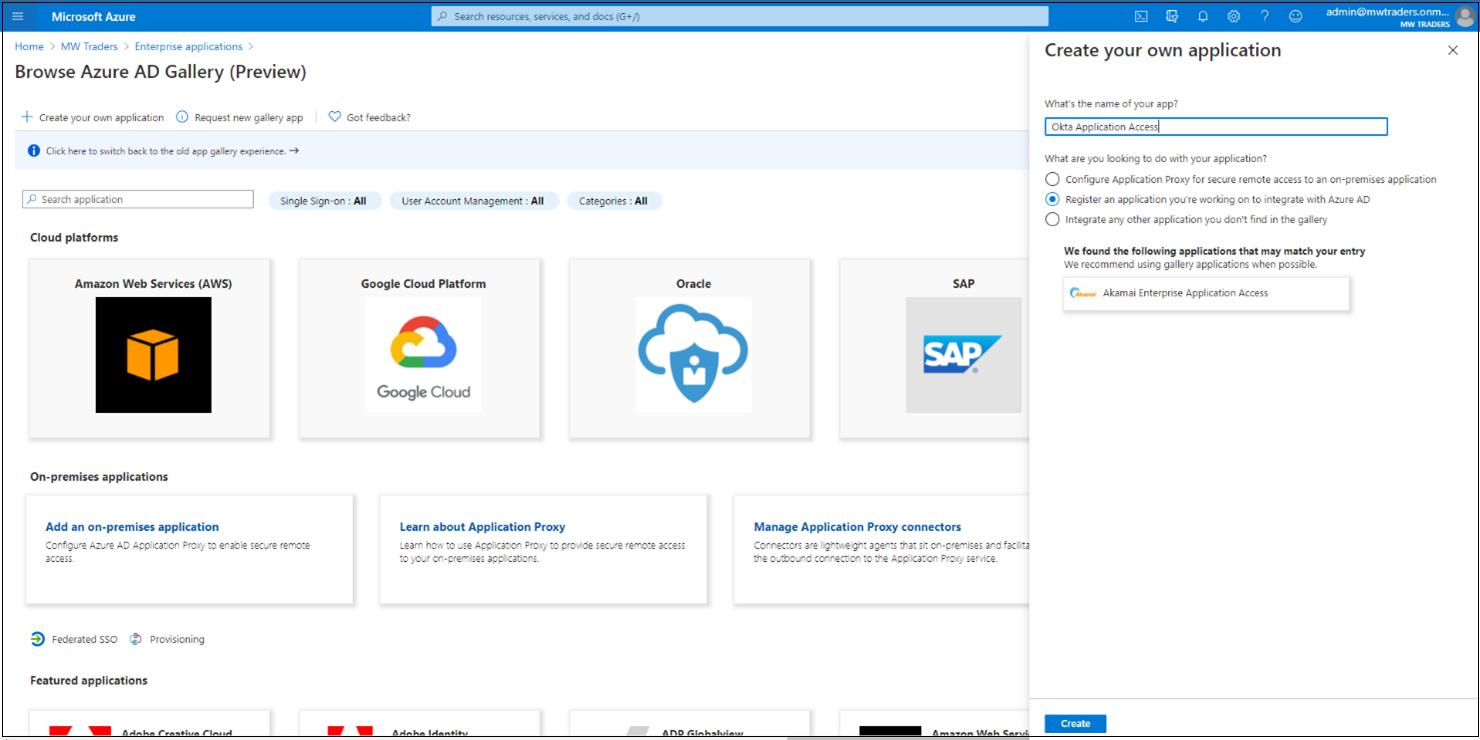 Microsoft Azure
Search resources, services, and docs (G+/)
admin@mwtraders.onm...
MW TRADERS
Home > MW Traders > Enterprise applications >
Browse Azure AD Gallery (Preview)
Create your own application
Request new gallery app
Got feedback?
Click here to switch back to the old app gallery experience. →
Search application
Single Sign-on : All
User Account Management : All
Categories : All
Cloud platforms
Amazon Web Services (AWS)
Google Cloud Platform
Google Cloud
Oracle
SAP
SAP
On-premises applications
Add an on-premises application
Configure Azure AD Application Proxy to enable secure remote
access.
Learn about Application Proxy
Learn how to use Application Proxy to provide secure remote access
to your on-premises applications.
Manage Application Proxy connectors
Connectors are lightweight agents that sit on-premises and facilita
the outbound connection to the Application Proxy service.
Federated SSO
Provisioning
Featured applications
Adobe Creative Cloud
Adobe Identity
ADP Globalview
Amazon Web Servi
Create your own application
What's the name of your app?
Okta Application Access
What are you looking to do with your application?
Configure Application Proxy for secure remote access to an on-premises application
Register an application you're working on to integrate with Azure AD
Integrate any other application you don't find in the gallery
We found the following applications that may match your entry
We recommend using gallery applications when possible.
Akamai
Akamai Enterprise Application Access
Create